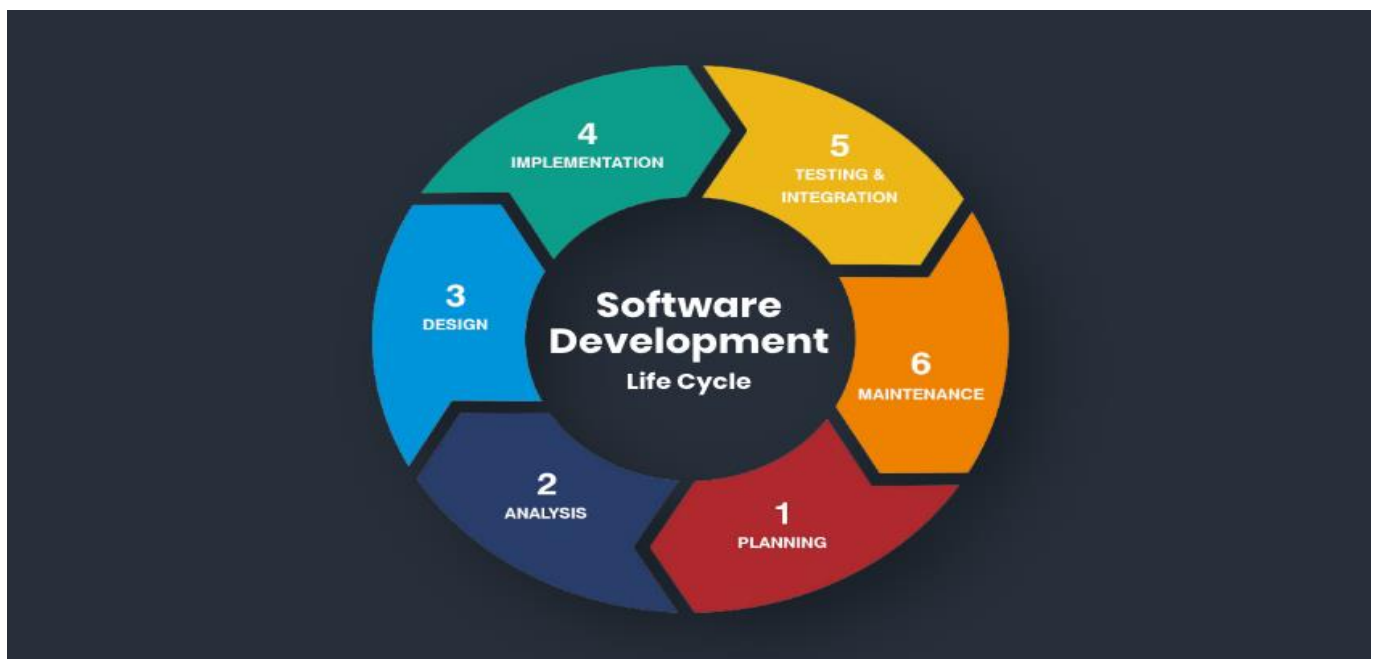 Software
Development
Life Cycle
1
PLANNING
2
ANALYSIS
3
DESIGN
4
IMPLEMENTATION
5
TESTING &
INTEGRATION
6
MAINTENANCE